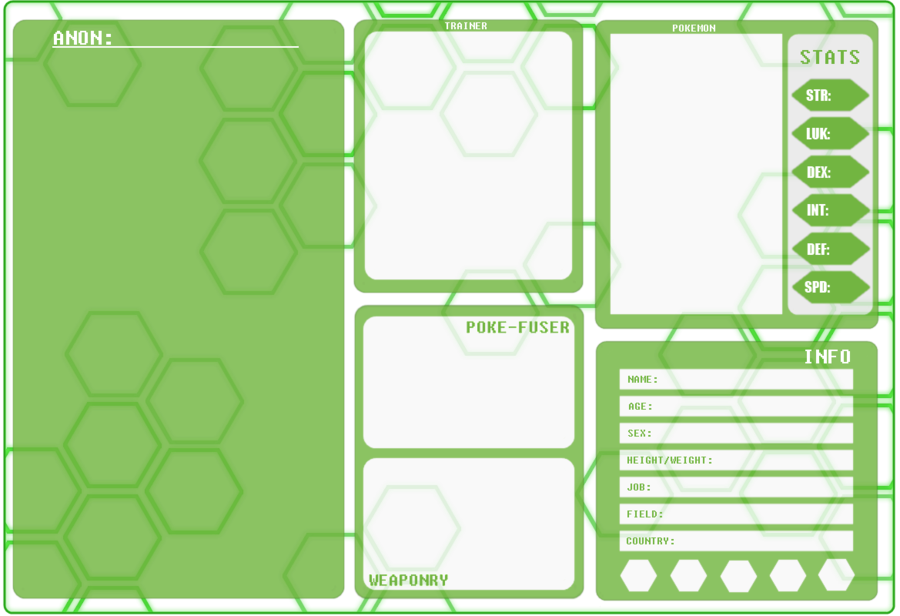 ANON:
TRAINER
POKEMON
STATS
STR:
LUK:
DEX:
INT:
DEF:
SPD:
POKE-FUSER
WEAPONRY
INFO
NAME:
AGE:
SEX:
HEIGHT/WEIGHT:
JOB:
FIELD:
COUNTRY: